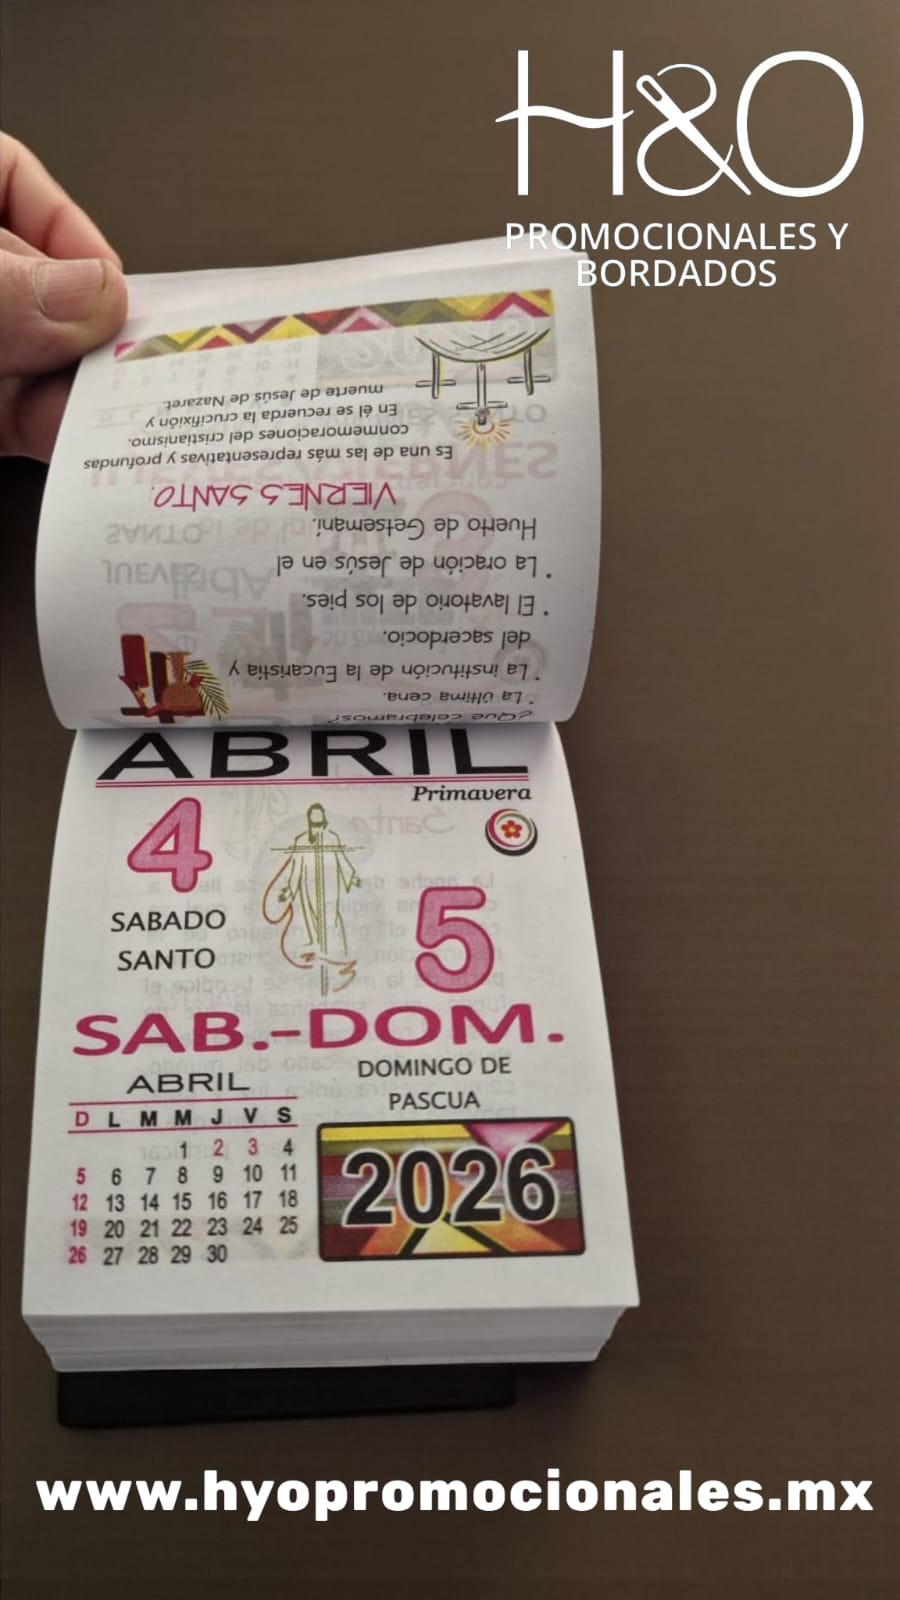 H&O
PROMOCIONALES Y
BORDADOS
¿Qué celebramos?
* La última cena.
* La institución de la Eucaristía y
del sacerdocio.
* El lavatorio de los pies.
* La oración de Jesús en el
Huerto de Getsemaní.
VIERNES SANTO.
Es una de las más representativas y profundas
conmemoraciones del cristianismo.
En él se recuerda la crucifixión y
muerte de Jesús de Nazaret.
ABRIL
Primavera
4
SABADO
SANTO
5
SAB.-DOM.
DOMINGO DE
PASCUA
ABRIL
D L M M J V S
1 2 3 4
5 6 7 8 9 10 11
12 13 14 15 16 17 18
19 20 21 22 23 24 25
26 27 28 29 30
2026
www.hyopromocionales.mx